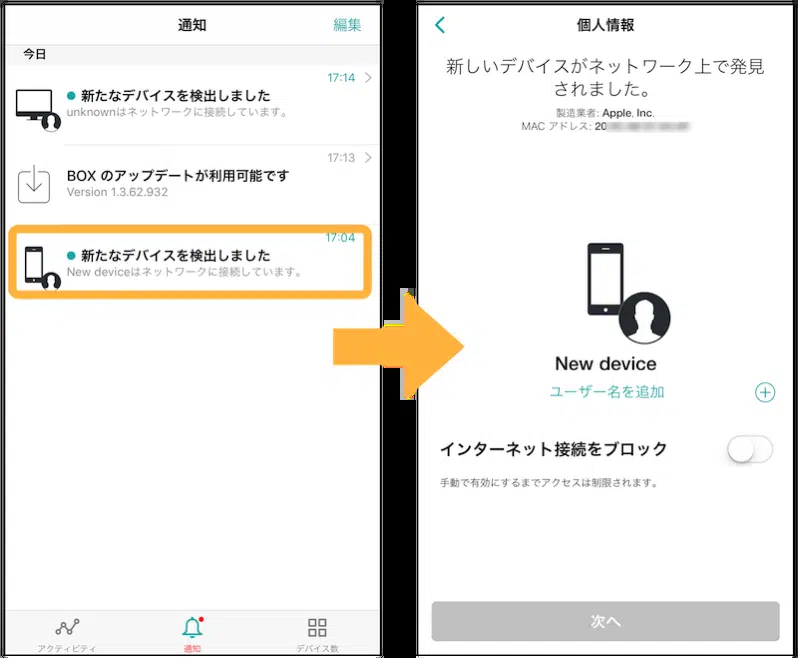 通知
編集
今日
17:14
新たなデバイスを検出しました
unknownはネットワークに接続しています。
17:13
BOX のアップデートが利用可能です
Version 1.3.62.932
17:04
新たなデバイスを検出しました
New deviceはネットワークに接続しています。
アクティビティ
通知
デバイス数
個人情報
新しいデバイスがネットワーク上で発見
されました。
製造業者: Apple, Inc.
MAC アドレス: 20
New device
ユーザー名を追加
インターネット接続をブロック
手動で有効にするまでアクセスは制限されます。
次へ